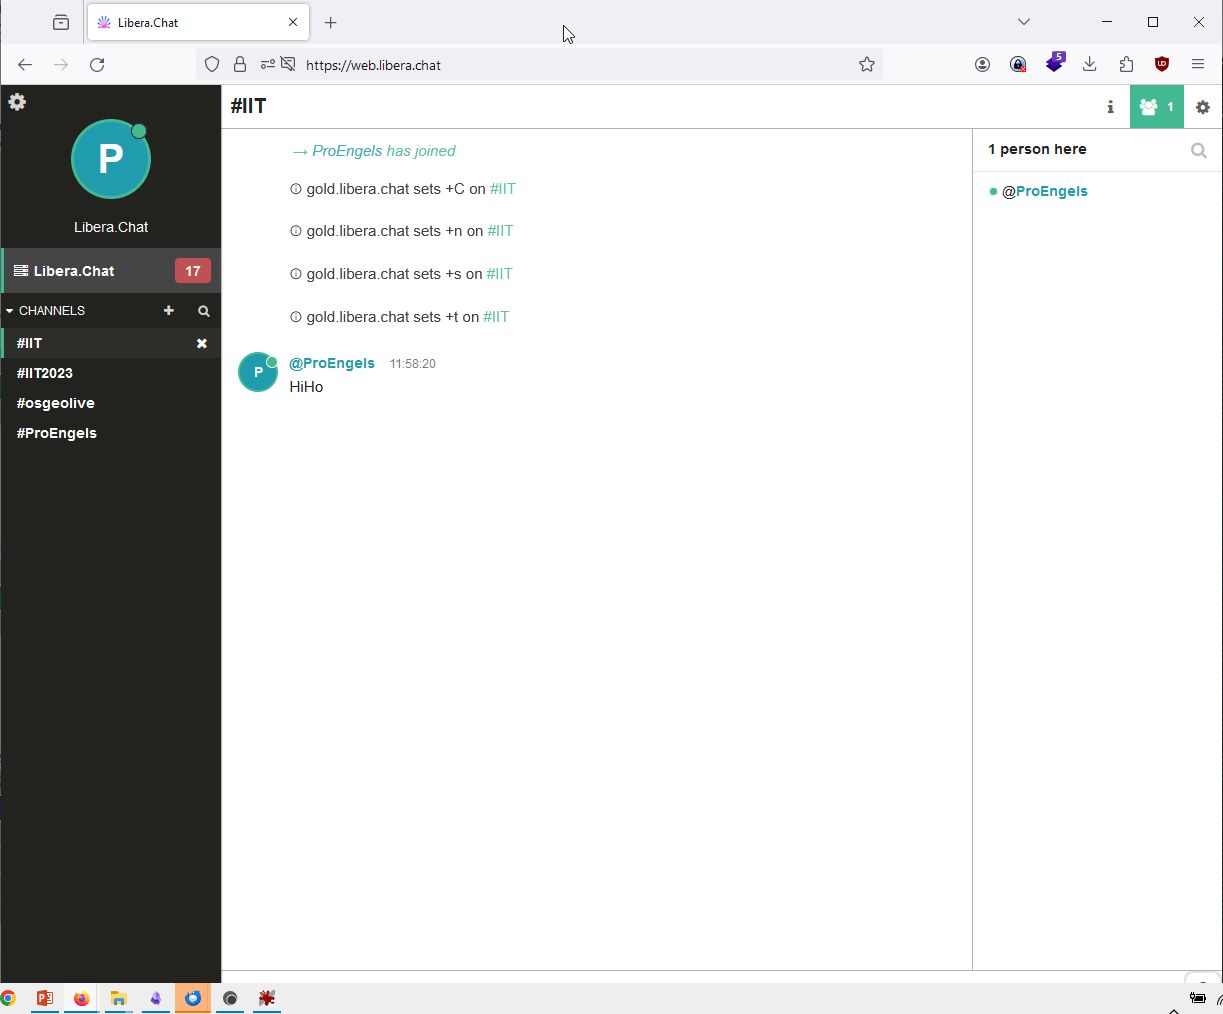 Libera.Chat
https://web.libera.chat
5
P
Libera.Chat
Libera.Chat 17
CHANNELS
#IIT
#IIT2023
#osgeolive
#ProEngels
#IIT
1
→ ProEngels has joined
gold.libera.chat sets +C on #IIT
gold.libera.chat sets +n on #IIT
gold.libera.chat sets +s on #IIT
gold.libera.chat sets +t on #IIT
P
@ProEngels 11:58:20
HiHo
1 person here
@ProEngels